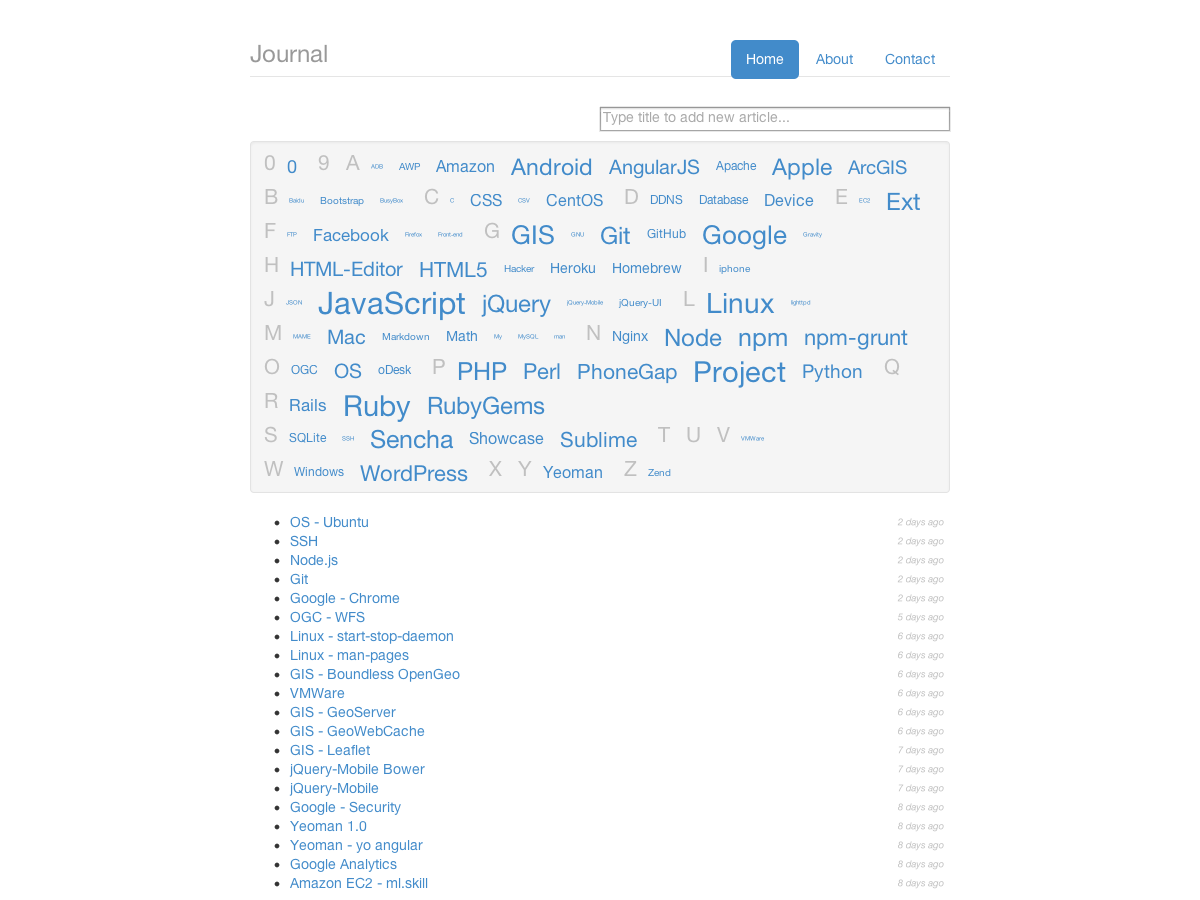 Journal Home About Contact
Type title to add new article...
0 0 9 A ADB AWP Amazon Android AngularJS Apache Apple ArcGIS
B Baidu Bootstrap BusyBox C C CSS CSV CentOS D DDNS Database Device E EC2 Ext
F FTP Facebook Firefox Front-end G GIS GNU Git GitHub Google Gravity
H HTML-Editor HTML5 Hacker Heroku Homebrew I iphone
J JSON JavaScript jQuery jQuery-Mobile jQuery-UI L Linux lighttpd
M MAME Mac Markdown Math My MySQL man N Nginx Node npm npm-grunt
O OGC OS oDesk P PHP Perl PhoneGap Project Python Q
R Rails Ruby RubyGems
S SQLite SSH Sencha Showcase Sublime T U V VMWare
W Windows WordPress X Y Yeoman Z Zend
OS - Ubuntu 2 days ago
SSH 2 days ago
Node.js 2 days ago
Git 2 days ago
Google - Chrome 2 days ago
OGC - WFS 5 days ago
Linux - start-stop-daemon 6 days ago
Linux - man-pages 6 days ago
GIS - Boundless OpenGeo 6 days ago
VMWare 6 days ago
GIS - GeoServer 6 days ago
GIS - GeoWebCache 6 days ago
GIS - Leaflet 7 days ago
jQuery-Mobile Bower 7 days ago
jQuery-Mobile 7 days ago
Google - Security 8 days ago
Yeoman 1.0 8 days ago
Yeoman - yo angular 8 days ago
Google Analytics 8 days ago
Amazon EC2 - ml.skill 8 days ago